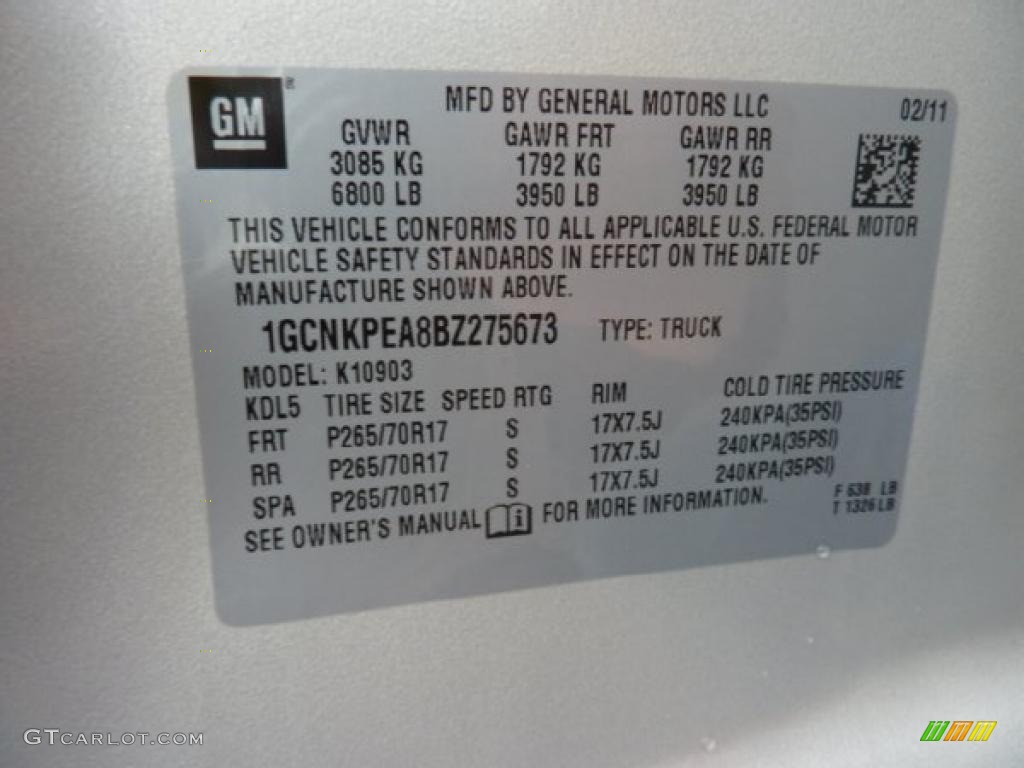 GM
MFD BY GENERAL MOTORS LLC 02/11
GVWR GAWR FRT GAWR RR
3085 KG 1792 KG 1792 KG
6800 LB 3950 LB 3950 LB
THIS VEHICLE CONFORMS TO ALL APPLICABLE U.S. FEDERAL MOTOR
VEHICLE SAFETY STANDARDS IN EFFECT ON THE DATE OF
MANUFACTURE SHOWN ABOVE.
1GCNKPEA8BZ275673 TYPE: TRUCK
MODEL: K10903
KDL5 TIRE SIZE SPEED RTG RIM COLD TIRE PRESSURE
FRT P265/70R17 S 17X7.5J 240KPA(35PSI)
RR P265/70R17 S 17X7.5J 240KPA(35PSI)
SPA P265/70R17 S 17X7.5J 240KPA(35PSI)
SEE OWNER'S MANUAL FOR MORE INFORMATION.
F 638 LB
T 1326 LB
GTCARLOT.COM